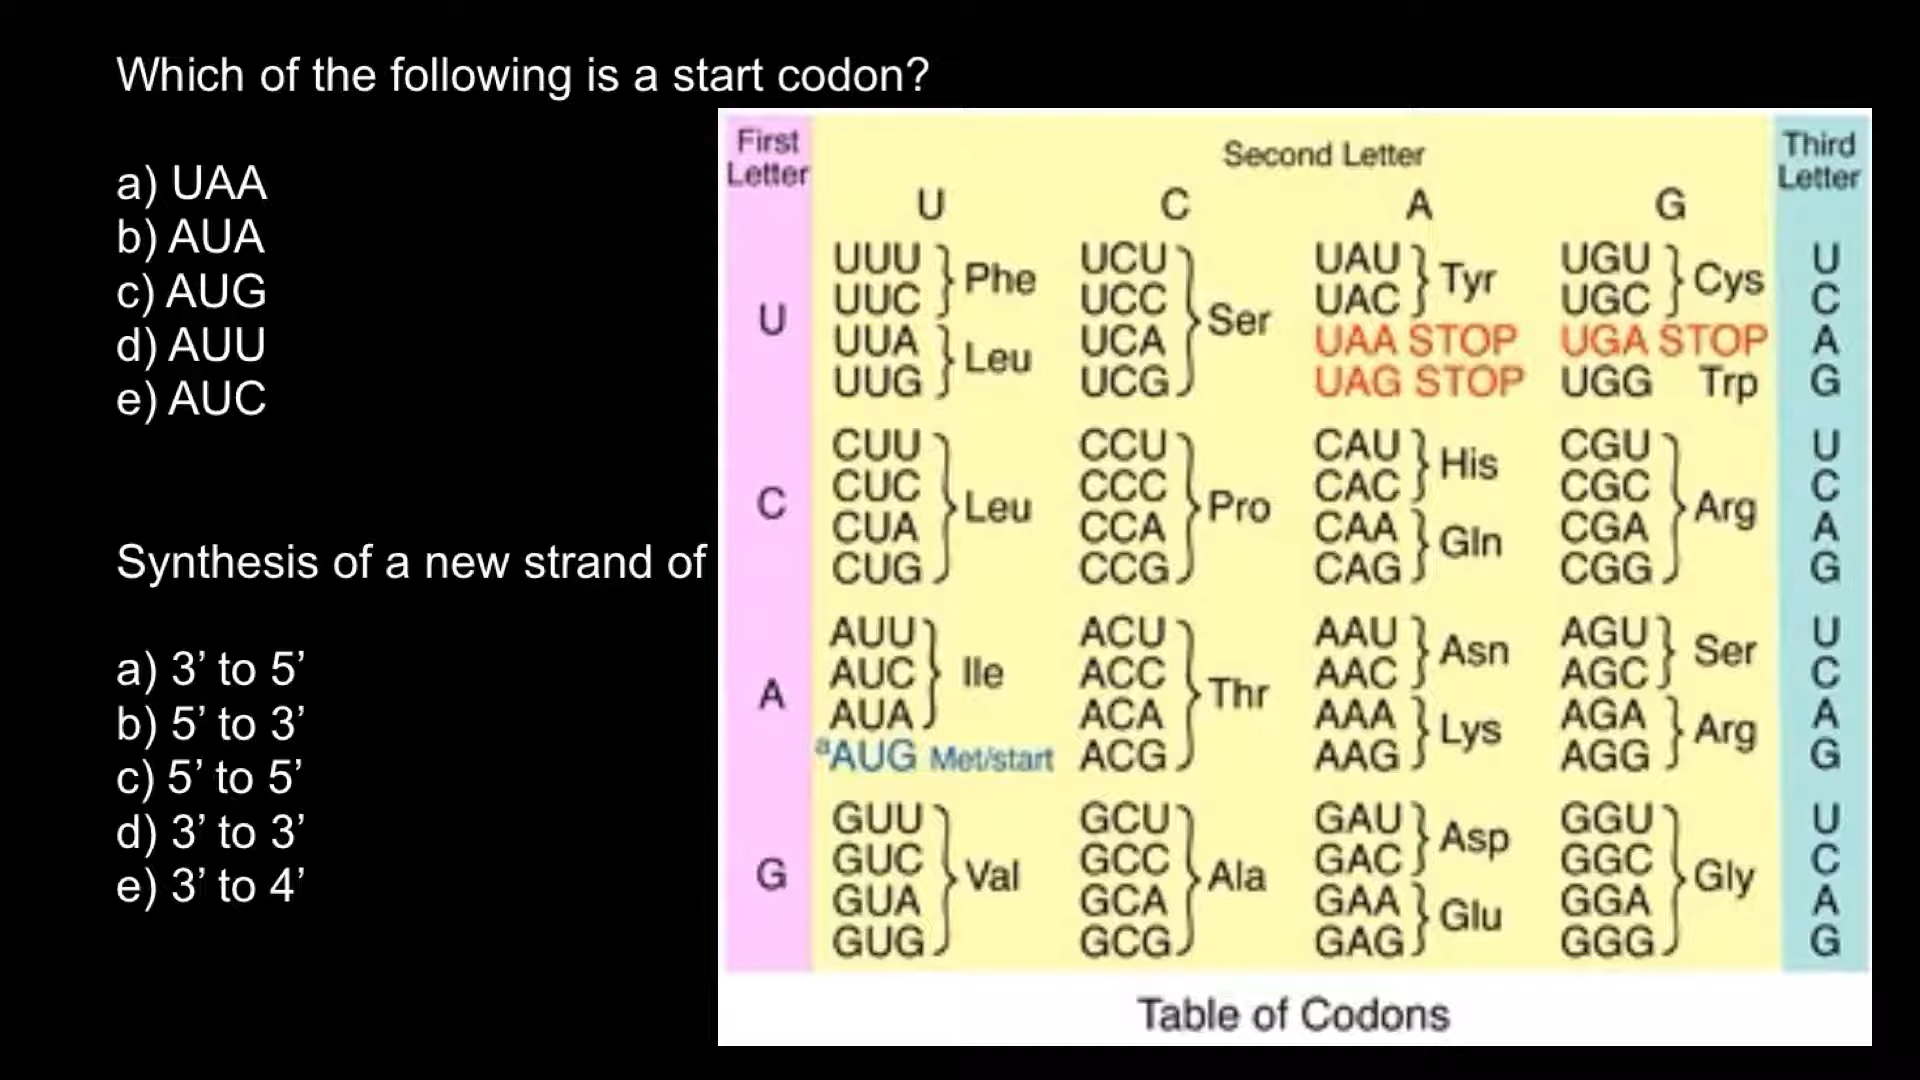 Which of the following is a start codon?
a) UAA
b) AUA
c) AUG
d) AUU
e) AUC
Synthesis of a new strand of
a) 3’ to 5’
b) 5’ to 3’
c) 5’ to 5’
d) 3’ to 3’
e) 3’ to 4’
First Letter
Second Letter
Third Letter
U C A G
U
UUU
UUC
Phe
UUA
UUG
Leu
UCU
UCC
UCA
UCG
Ser
UAU
UAC
Tyr
UAA STOP
UAG STOP
UGU
UGC
Cys
UGA STOP
UGG Trp
U
C
A
G
C
CUU
CUC
CUA
CUG
Leu
CCU
CCC
CCA
CCG
Pro
CAU
CAC
His
CAA
CAG
Gln
CGU
CGC
CGA
CGG
Arg
U
C
A
G
A
AUU
AUC
AUA
Ile
aAUG Met/start
ACU
ACC
ACA
ACG
Thr
AAU
AAC
Asn
AAA
AAG
Lys
AGU
AGC
Ser
AGA
AGG
Arg
U
C
A
G
G
GUU
GUC
GUA
GUG
Val
GCU
GCC
GCA
GCG
Ala
GAU
GAC
Asp
GAA
GAG
Glu
GGU
GGC
GGA
GGG
Gly
U
C
A
G
Table of Codons